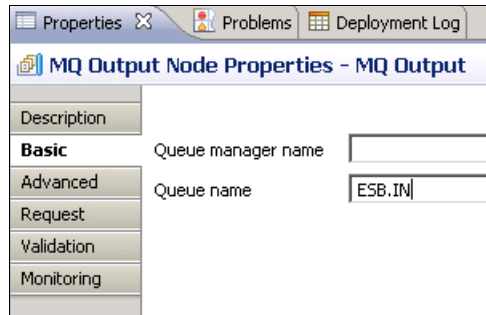 Properties Problems Deployment Log
MQ Output Node Properties - MQ Output
Description
Basic
Queue manager name
Advanced
Queue name ESB.IN
Request
Validation
Monitoring